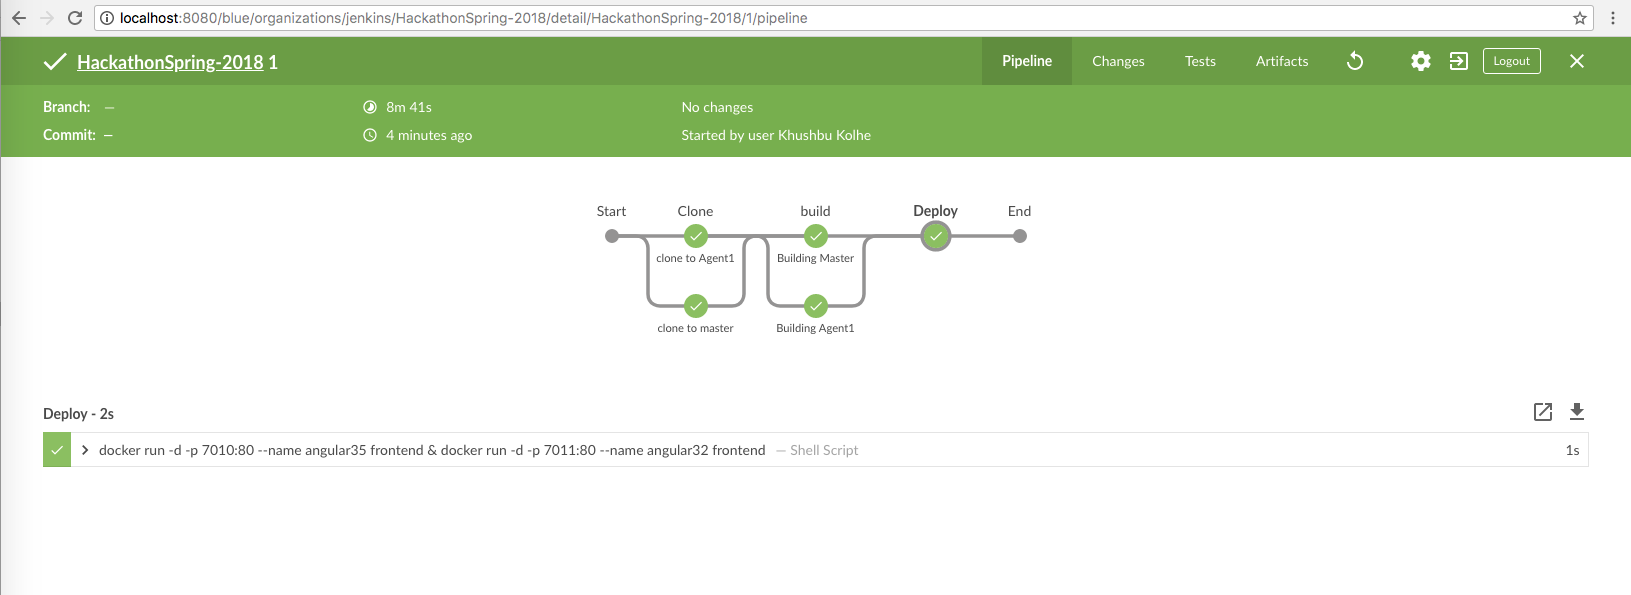 localhost:8080/blue/organizations/jenkins/HackathonSpring-2018/detail/HackathonSpring-2018/1/pipeline
HackathonSpring-2018 1
Pipeline
Changes
Tests
Artifacts
Logout
Branch: —
8m 41s
No changes
Commit: —
4 minutes ago
Started by user Khushbu Kolhe
Start
Clone
build
Deploy
End
clone to Agent1
Building Master
clone to master
Building Agent1
Deploy - 2s
docker run -d -p 7010:80 --name angular35 frontend & docker run -d -p 7011:80 --name angular32 frontend — Shell Script
1s